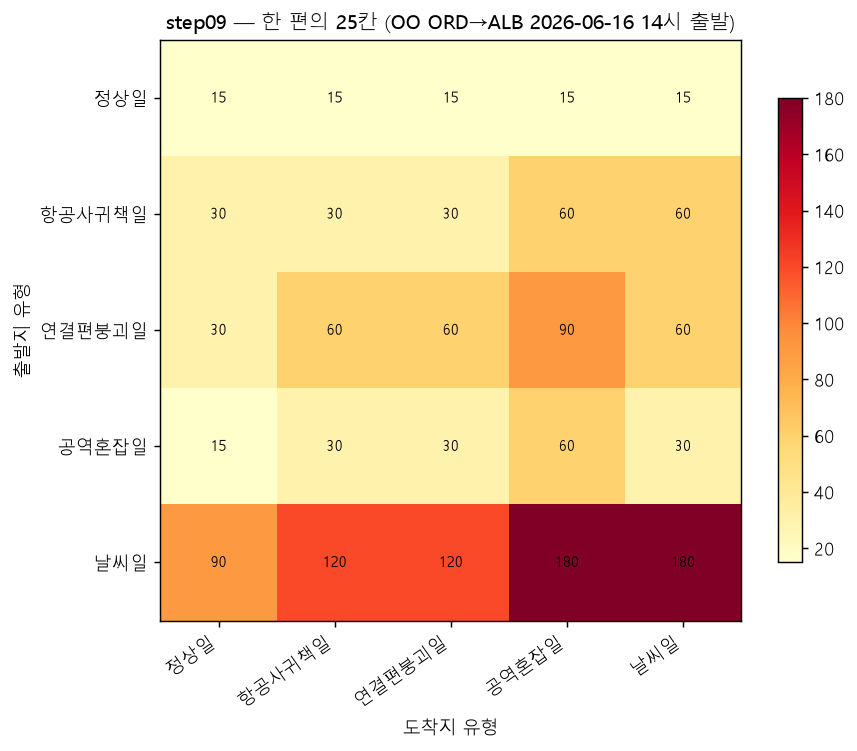 step09 — 한 편의 25칸 (OO ORD→ALB 2026-06-16 14시 출발)
출발지 유형
정상일 15 15 15 15 15
항공사귀책일 30 30 30 60 60
연결편붕괴일 30 60 60 90 60
공역혼잡일 15 30 30 60 30
날씨일 90 120 120 180 180
정상일 항공사귀책일 연결편붕괴일 공역혼잡일 날씨일
도착지 유형
180
160
140
120
100
80
60
40
20